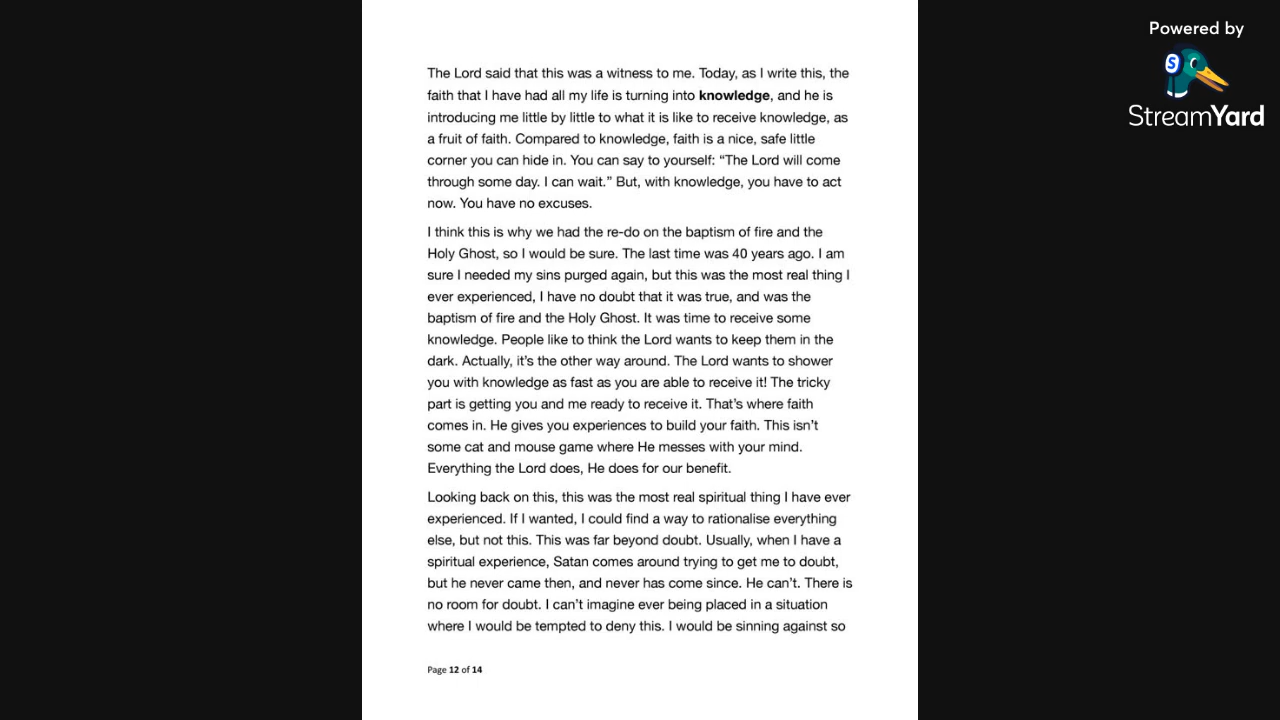 Powered by
StreamYard
The Lord said that this was a witness to me. Today, as I write this, the
faith that I have had all my life is turning into knowledge, and he is
introducing me little by little to what it is like to receive knowledge, as
a fruit of faith. Compared to knowledge, faith is a nice, safe little
corner you can hide in. You can say to yourself: “The Lord will come
through some day. I can wait.” But, with knowledge, you have to act
now. You have no excuses.
I think this is why we had the re-do on the baptism of fire and the
Holy Ghost, so I would be sure. The last time was 40 years ago. I am
sure I needed my sins purged again, but this was the most real thing I
ever experienced, I have no doubt that it was true, and was the
baptism of fire and the Holy Ghost. It was time to receive some
knowledge. People like to think the Lord wants to keep them in the
dark. Actually, it’s the other way around. The Lord wants to shower
you with knowledge as fast as you are able to receive it! The tricky
part is getting you and me ready to receive it. That’s where faith
comes in. He gives you experiences to build your faith. This isn’t
some cat and mouse game where He messes with your mind.
Everything the Lord does, He does for our benefit.
Looking back on this, this was the most real spiritual thing I have ever
experienced. If I wanted, I could find a way to rationalise everything
else, but not this. This was far beyond doubt. Usually, when I have a
spiritual experience, Satan comes around trying to get me to doubt,
but he never came then, and never has come since. He can’t. There is
no room for doubt. I can’t imagine ever being placed in a situation
where I would be tempted to deny this. I would be sinning against so
Page 12 of 14